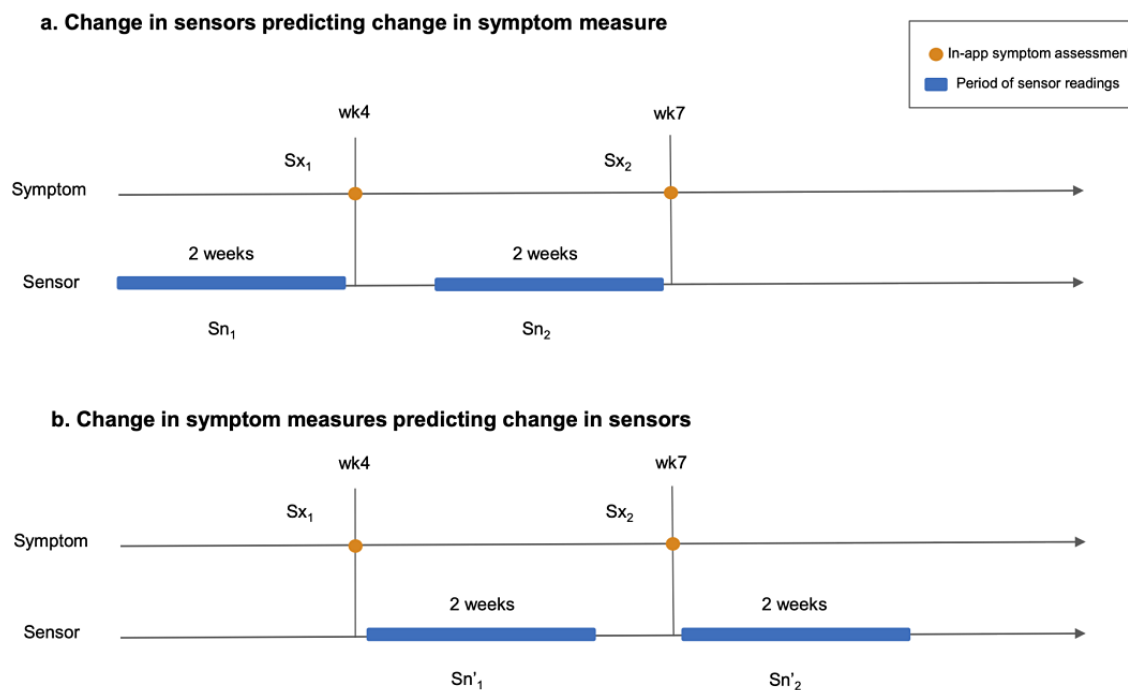 a. Change in sensors predicting change in symptom measure
In-app symptom assessment
Period of sensor readings
wk4
wk7
Sx₁
Sx₂
Symptom
2 weeks
2 weeks
Sensor
Sn₁
Sn₂
b. Change in symptom measures predicting change in sensors
wk4
wk7
Sx₁
Sx₂
Symptom
2 weeks
2 weeks
Sensor
Sn’₁
Sn’₂